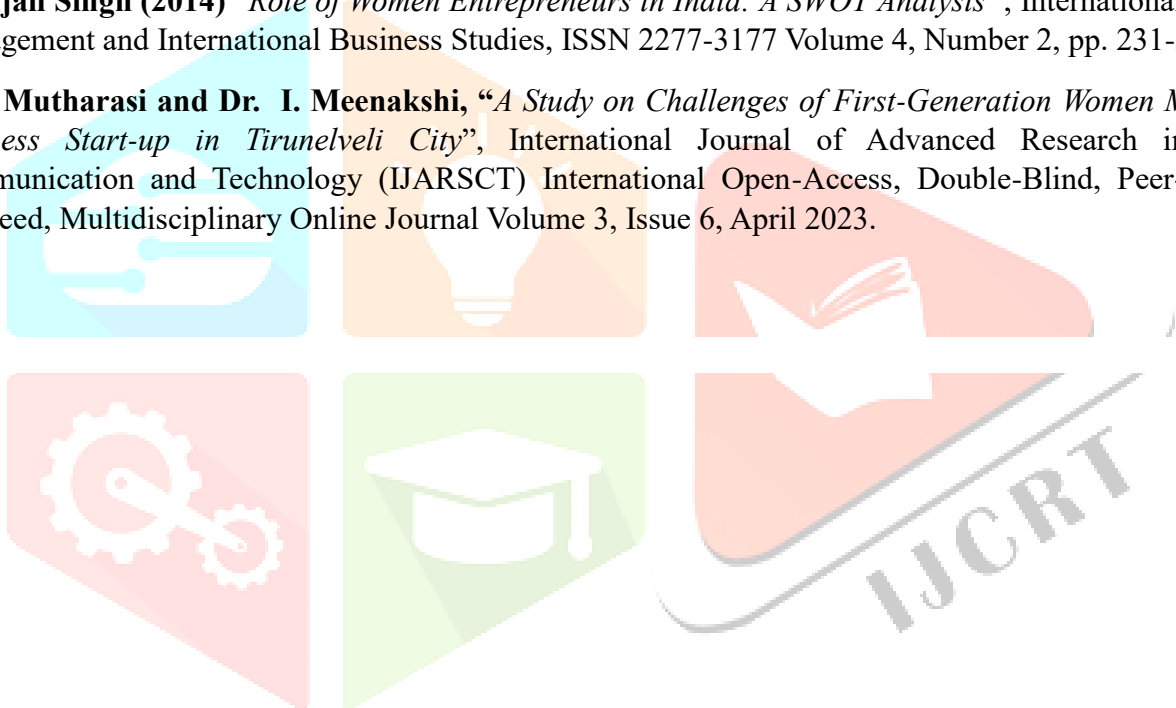 jan Singh (2014) "Role of Women Entrepreneurs in India: A SWOT Analysis", International
gement and International Business Studies, ISSN 2277-3177 Volume 4, Number 2, pp. 231-
Mutharasi and Dr. I. Meenakshi, “A Study on Challenges of First-Generation Women M
ess Start-up in Tirunelveli City”, International Journal of Advanced Research in
munication and Technology (IJARSCT) International Open-Access, Double-Blind, Peer-
eed, Multidisciplinary Online Journal Volume 3, Issue 6, April 2023.
IJCRT